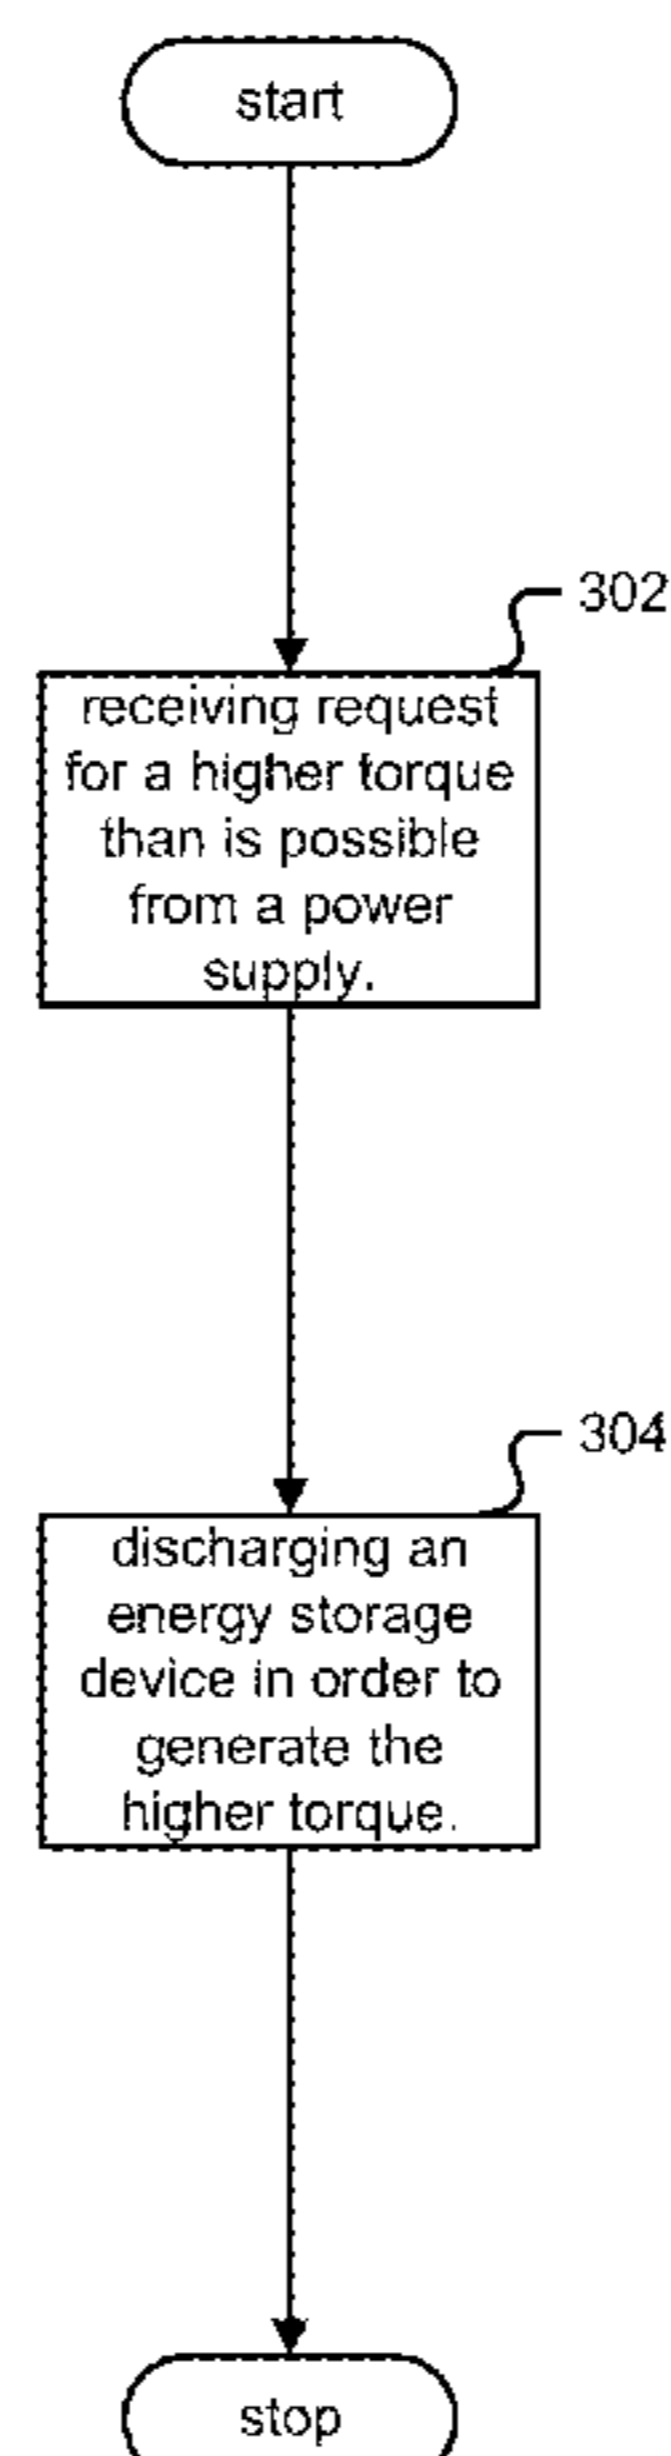 start
302
receiving request
for a higher torque
than is possible
from a power
supply.
304
discharging an
energy storage
device in order to
generate the
higher torque.
stop